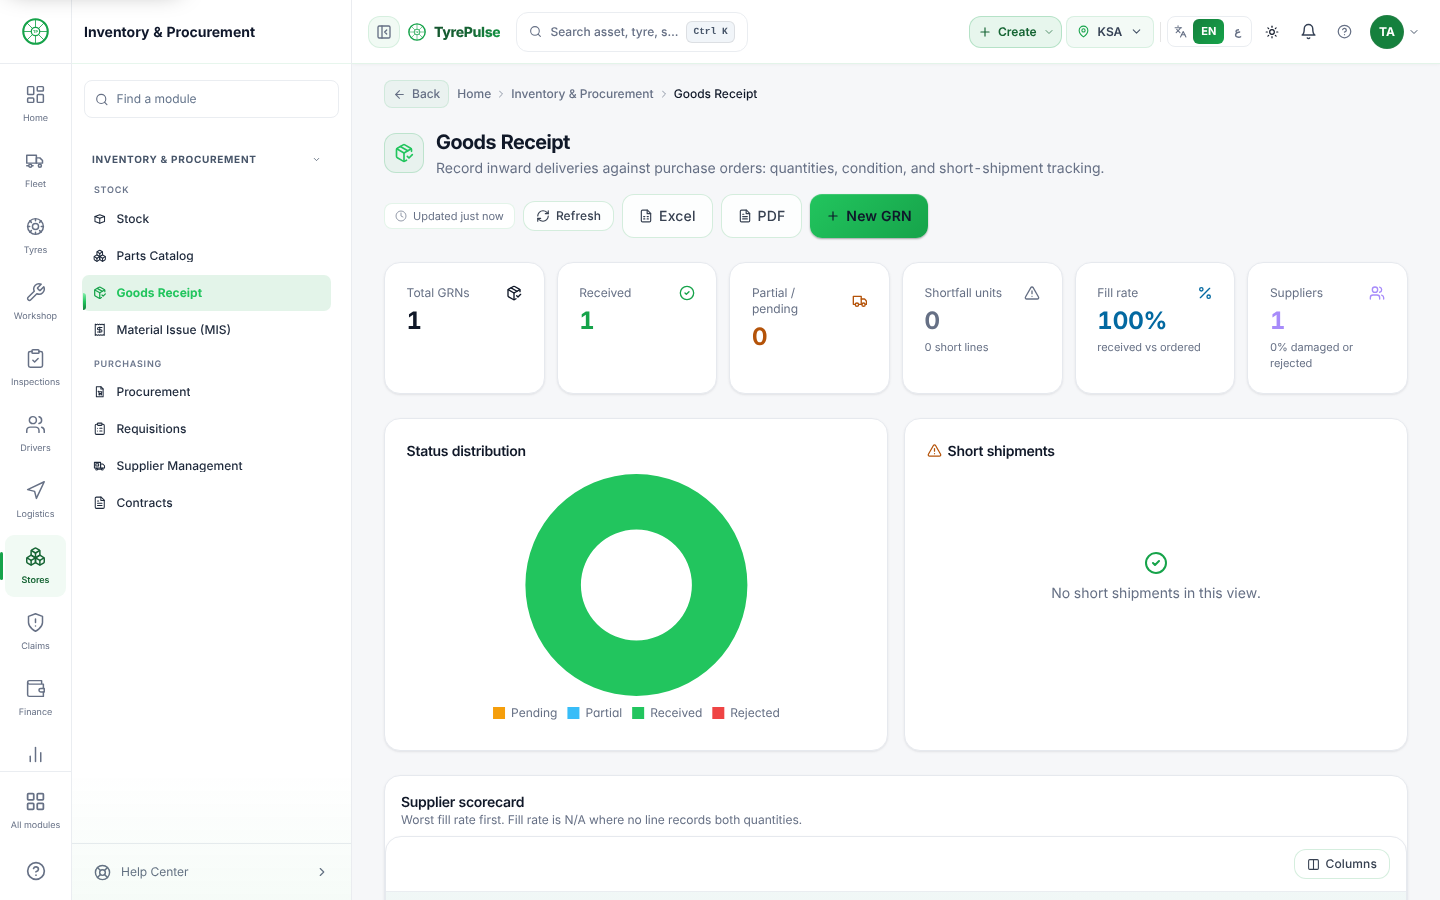 Inventory & Procurement
TyrePulse
Search asset, tyre, s...
Ctrl K
Create
KSA
EN
ع
TA
Home
Fleet
Tyres
Workshop
Inspections
Drivers
Logistics
Stores
Claims
Finance
All modules
Find a module
INVENTORY & PROCUREMENT
STOCK
Stock
Parts Catalog
Goods Receipt
Material Issue (MIS)
PURCHASING
Procurement
Requisitions
Supplier Management
Contracts
Help Center
Back
Home
Inventory & Procurement
Goods Receipt
Goods Receipt
Record inward deliveries against purchase orders: quantities, condition, and short-shipment tracking.
Updated just now
Refresh
Excel
PDF
New GRN
Total GRNs
1
Received
1
Partial /
pending
0
Shortfall units
0
0 short lines
Fill rate
100%
received vs ordered
Suppliers
1
0% damaged or
rejected
Status distribution
Pending
Partial
Received
Rejected
Short shipments
No short shipments in this view.
Supplier scorecard
Worst fill rate first. Fill rate is N/A where no line records both quantities.
Columns